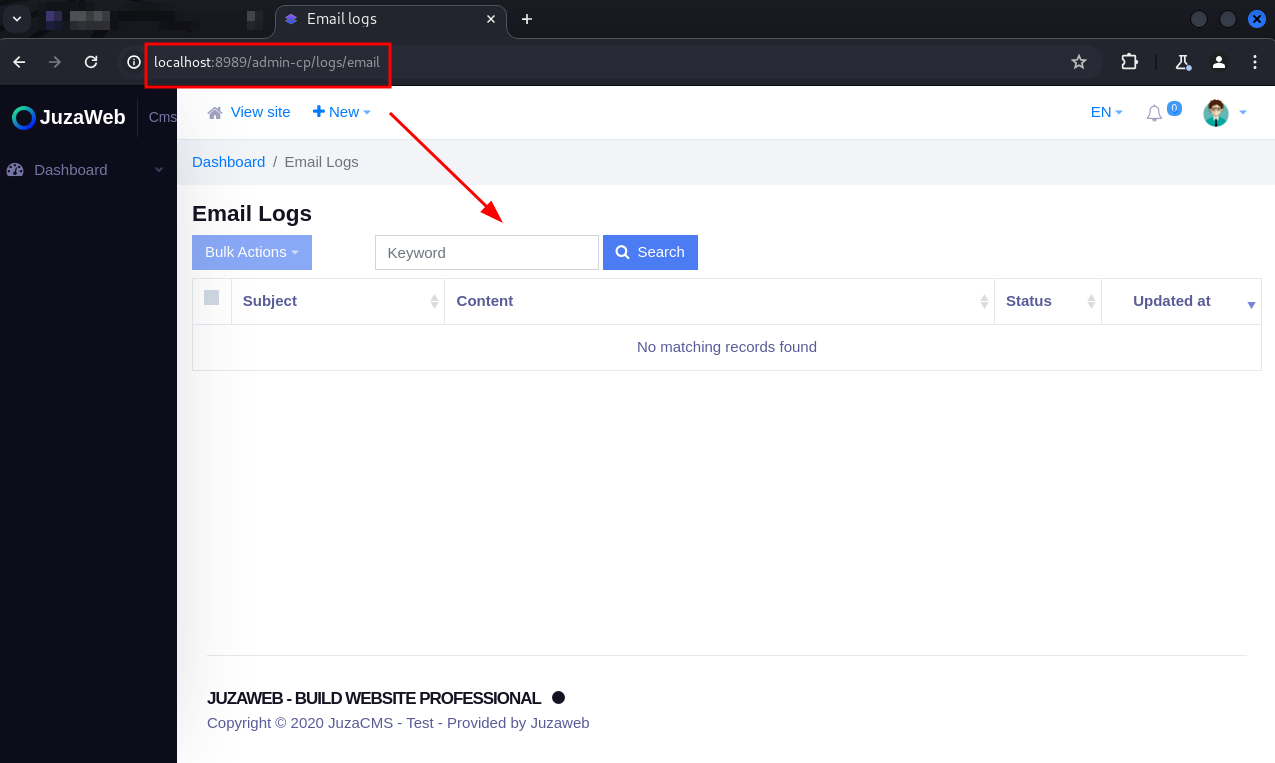 Email logs
localhost:8989/admin-cp/logs/email
JuzaWeb Cms
View site New EN 0
Dashboard
Dashboard / Email Logs
Email Logs
Bulk Actions Keyword Search
Subject Content Status Updated at
No matching records found
JUZAWEB - BUILD WEBSITE PROFESSIONAL
Copyright © 2020 JuzaCMS - Test - Provided by Juzaweb